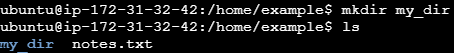 ubuntu@ip-172-31-32-42:/home/example$ mkdir my_dir
ubuntu@ip-172-31-32-42:/home/example$ ls
my_dir  notes.txt